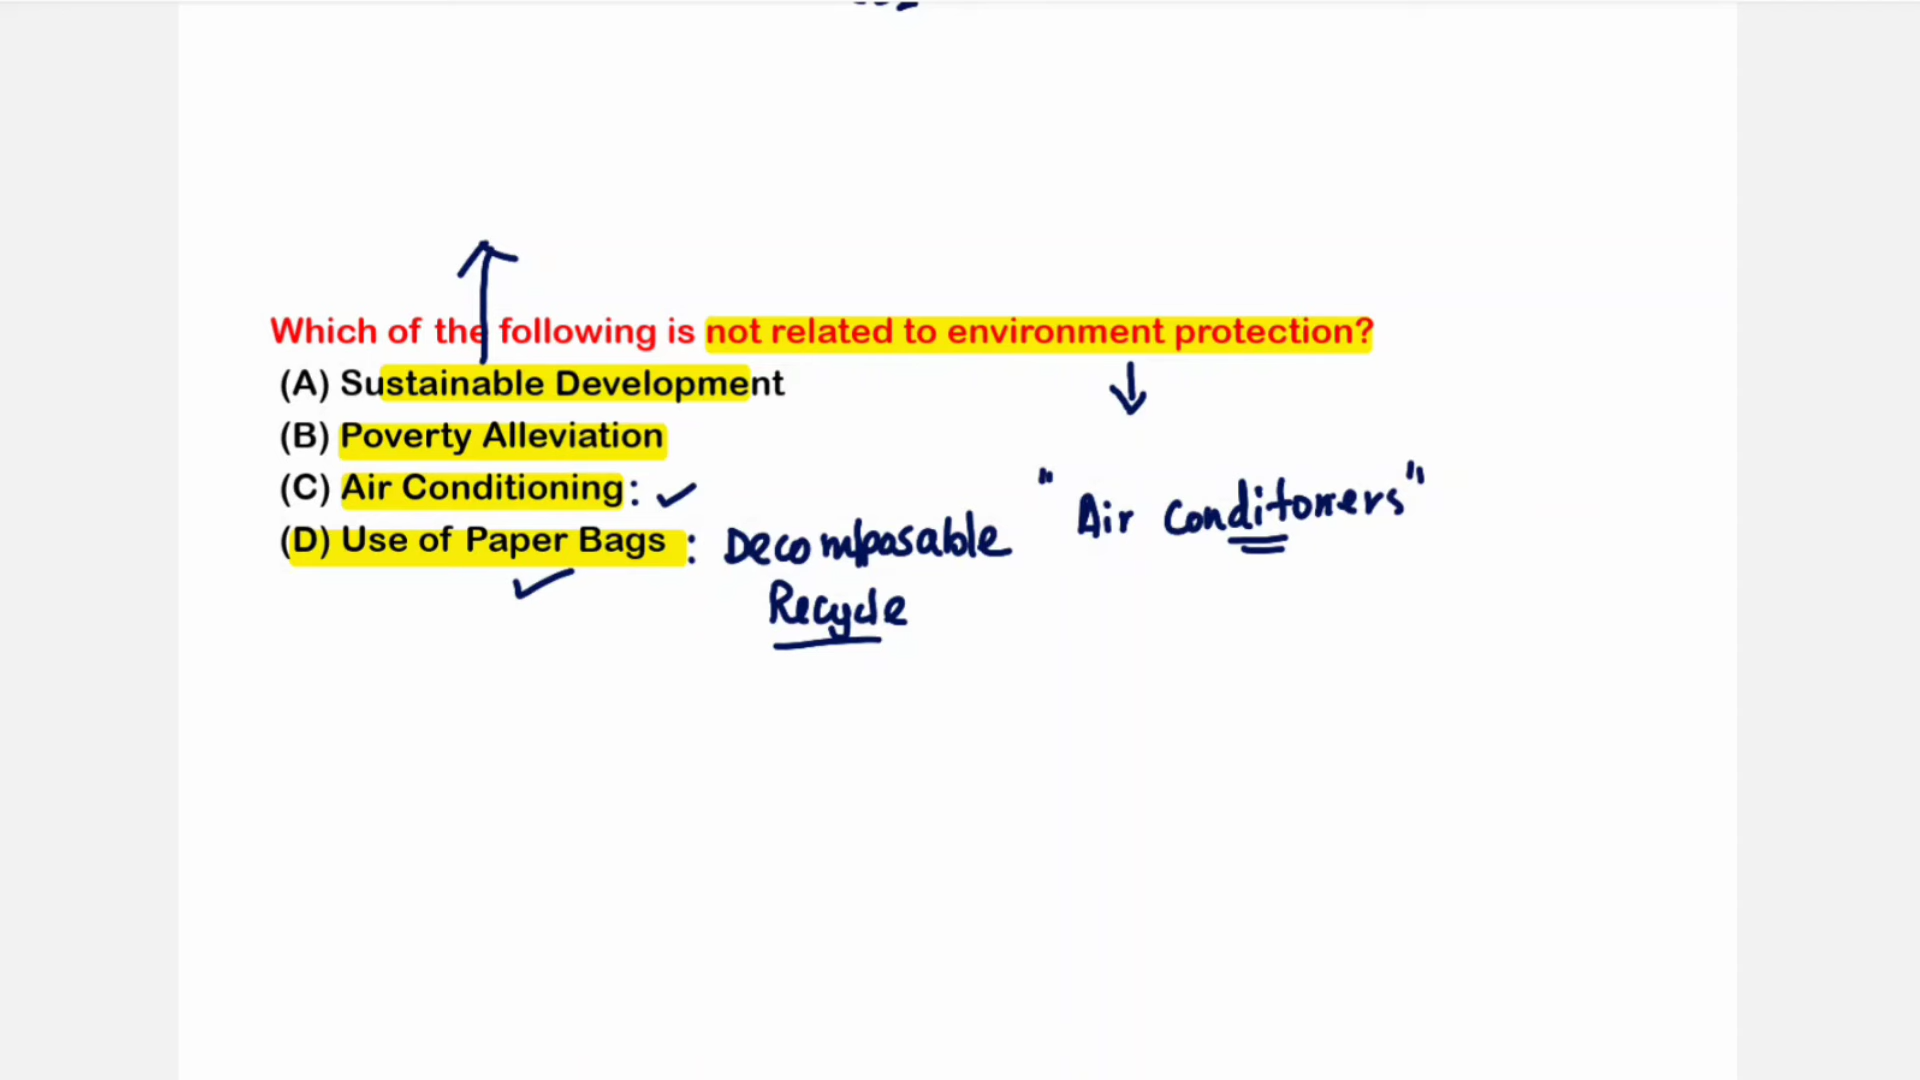 Which of the following is not related to environment protection?
(A) Sustainable Development
(B) Poverty Alleviation
(C) Air Conditioning : ✓
(D) Use of Paper Bags : Decomposable
Recycle
" Air Conditoners "